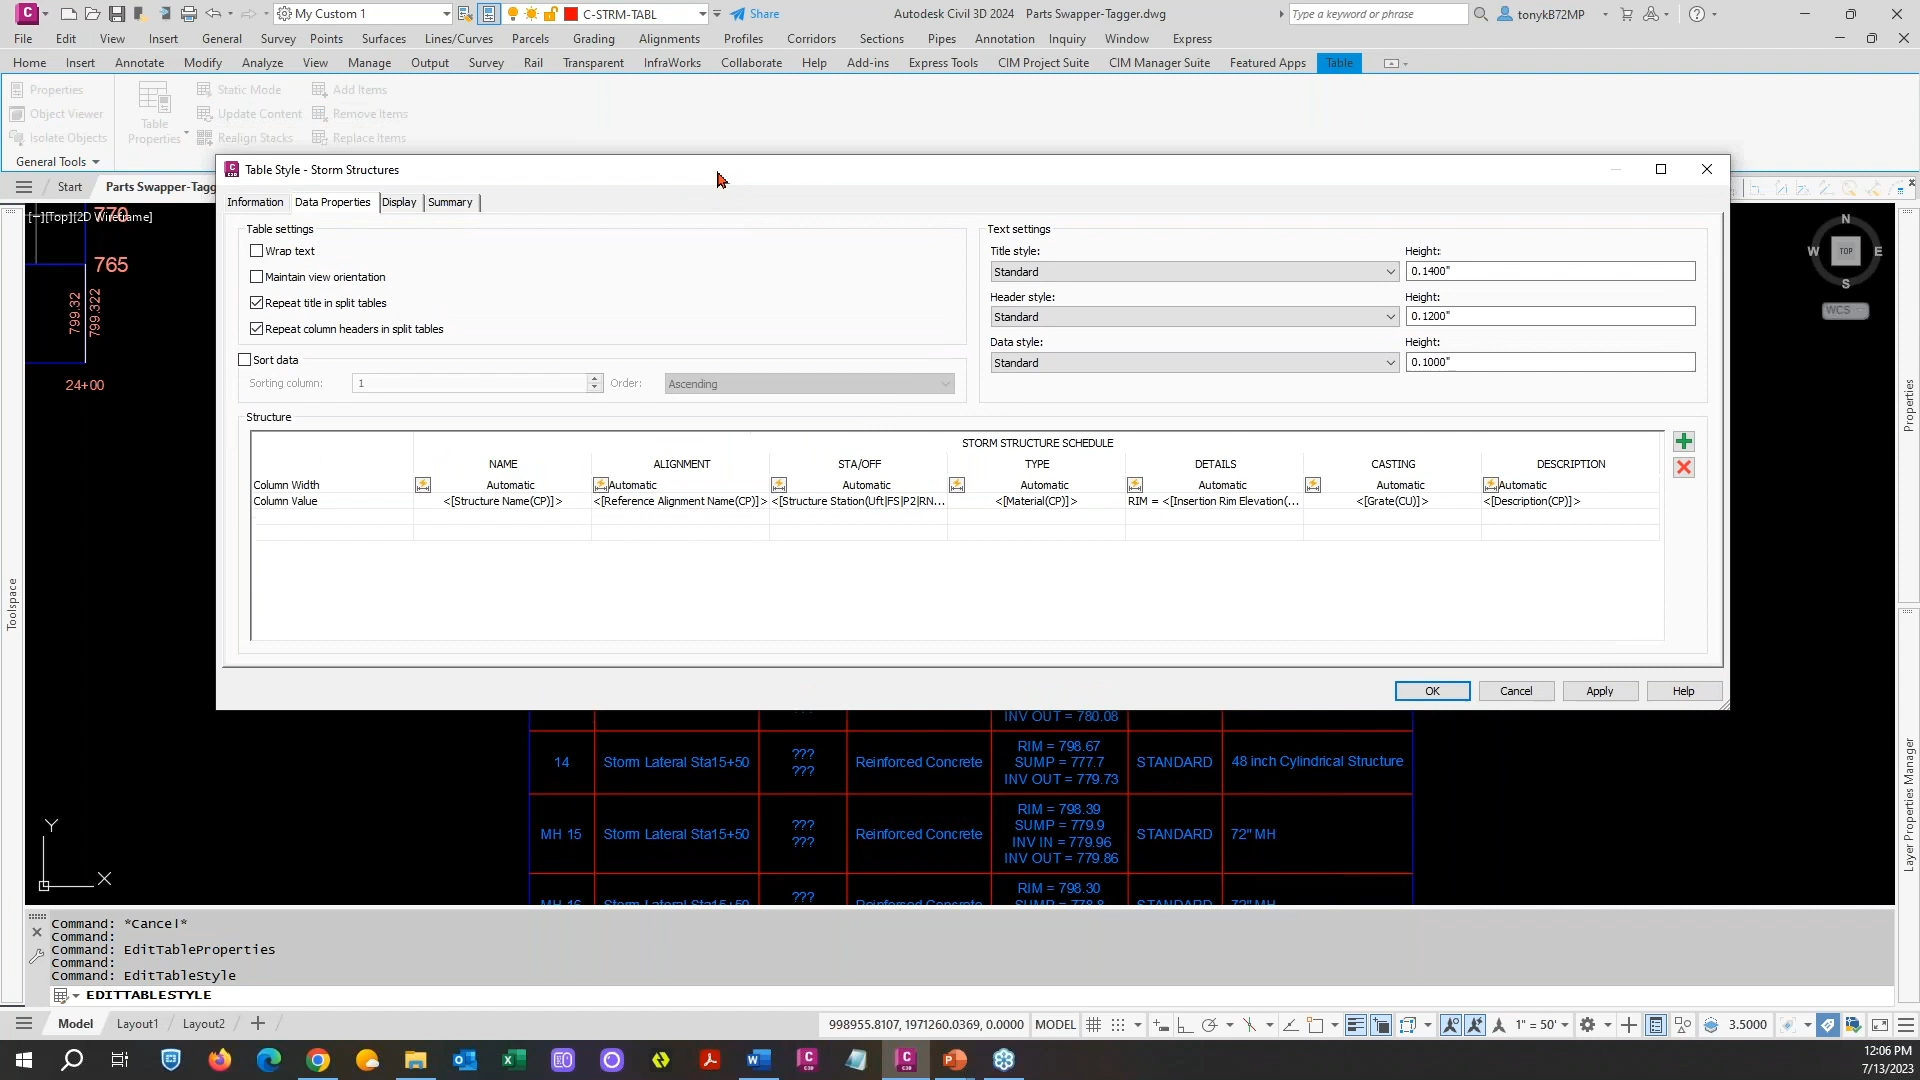 My Custom 1
C-STRM-TABL
Share
Autodesk Civil 3D 2024 Parts Swapper-Tagger.dwg
Type a keyword or phrase
tonykB72MP
File Edit View Insert General Survey Points Surfaces Lines/Curves Parcels Grading Alignments Profiles Corridors Sections Pipes Annotation Inquiry Window Express
Home Insert Annotate Modify Analyze View Manage Output Survey Rail Transparent InfraWorks Collaborate Help Add-ins Express Tools CIM Project Suite CIM Manager Suite Featured Apps Table
Properties Static Mode Add Items
Object Viewer Table Update Content Remove Items
Isolate Objects Properties Realign Stacks Replace Items
General Tools
Start Parts Swapper-Tagg
Table Style - Storm Structures
Information Data Properties Display Summary
[−][Top][2D Wireframe]
770
765
799.32
799.322
24+00
Table settings
Wrap text
Maintain view orientation
Repeat title in split tables
Repeat column headers in split tables
Sort data
Sorting column: 1 Order: Ascending
Text settings
Title style: Height:
Standard 0.1400"
Header style: Height:
Standard 0.1200"
Data style: Height:
Standard 0.1000"
Structure
STORM STRUCTURE SCHEDULE
NAME ALIGNMENT STA/OFF TYPE DETAILS CASTING DESCRIPTION
Column Width Automatic Automatic Automatic Automatic Automatic Automatic Automatic
Column Value <[Structure Name(CP)]> <[Reference Alignment Name(CP)]> <[Structure Station(Uft|FS|P2|RN... <[Material(CP)]> RIM = <[Insertion Rim Elevation(... <[Grate(CU)]> <[Description(CP)]>
OK Cancel Apply Help
N
W TOP E
S
WCS
Toolspace
Properties
Layer Properties Manager
INV OUT = 780.08
14 Storm Lateral Sta15+50 ??? ??? Reinforced Concrete RIM = 798.67 STANDARD 48 inch Cylindrical Structure
SUMP = 777.7
INV OUT = 779.73
MH 15 Storm Lateral Sta15+50 ??? ??? Reinforced Concrete RIM = 798.39 STANDARD 72" MH
SUMP = 779.9
INV IN = 779.96
INV OUT = 779.86
RIM = 798.30
MH 16 Storm Lateral Sta15+50 ??? Reinforced Concrete SUMP = 778.8 STANDARD 72" MH
Y
X
Command: *Cancel*
Command:
Command: EditTableProperties
Command:
Command: EditTableStyle
EDITTABLESTYLE
Model Layout1 Layout2
998955.8107, 1971260.0369, 0.0000 MODEL 1" = 50' 3.5000
12:06 PM
7/13/2023